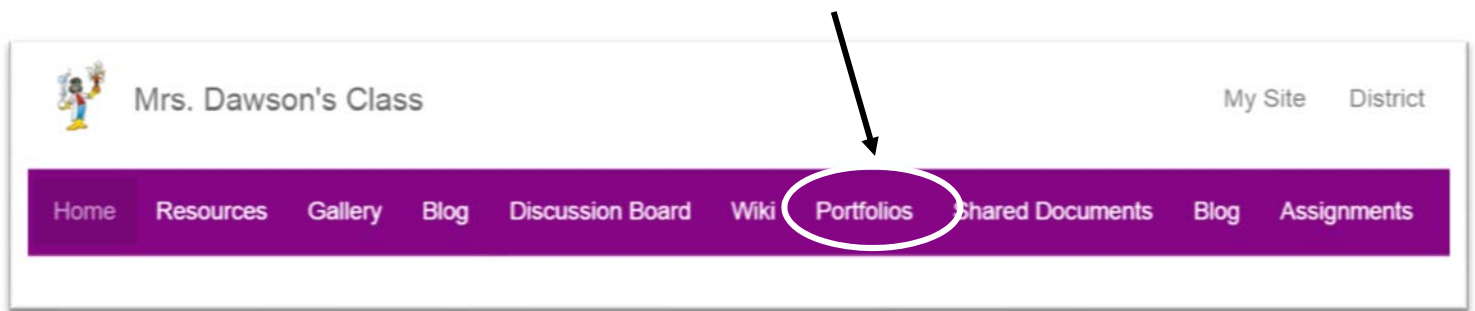 Mrs. Dawson's Class My Site District
Home Resources Gallery Blog Discussion Board Wiki Portfolios Shared Documents Blog Assignments